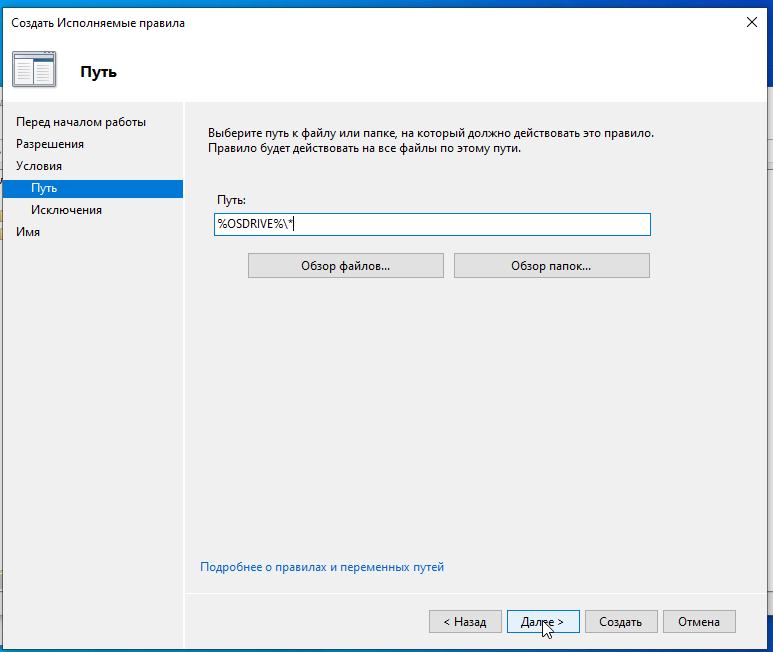 Создать Исполняемые правила
Путь
Перед началом работы
Разрешения
Условия
Путь
Исключения
Имя
Выберите путь к файлу или папке, на который должно действовать это правило.
Правило будет действовать на все файлы по этому пути.
Путь:
%OSDRIVE%\*
Обзор файлов...
Обзор папок...
Подробнее о правилах и переменных путей
< Назад
Далее >
Создать
Отмена